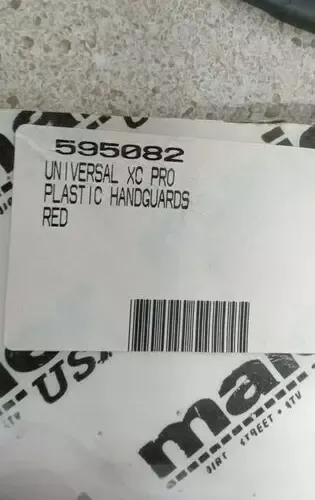 595082
UNIVERSAL XC PRO
PLASTIC HANDGUARDS
RED
USA
DIRT STREET • ATV